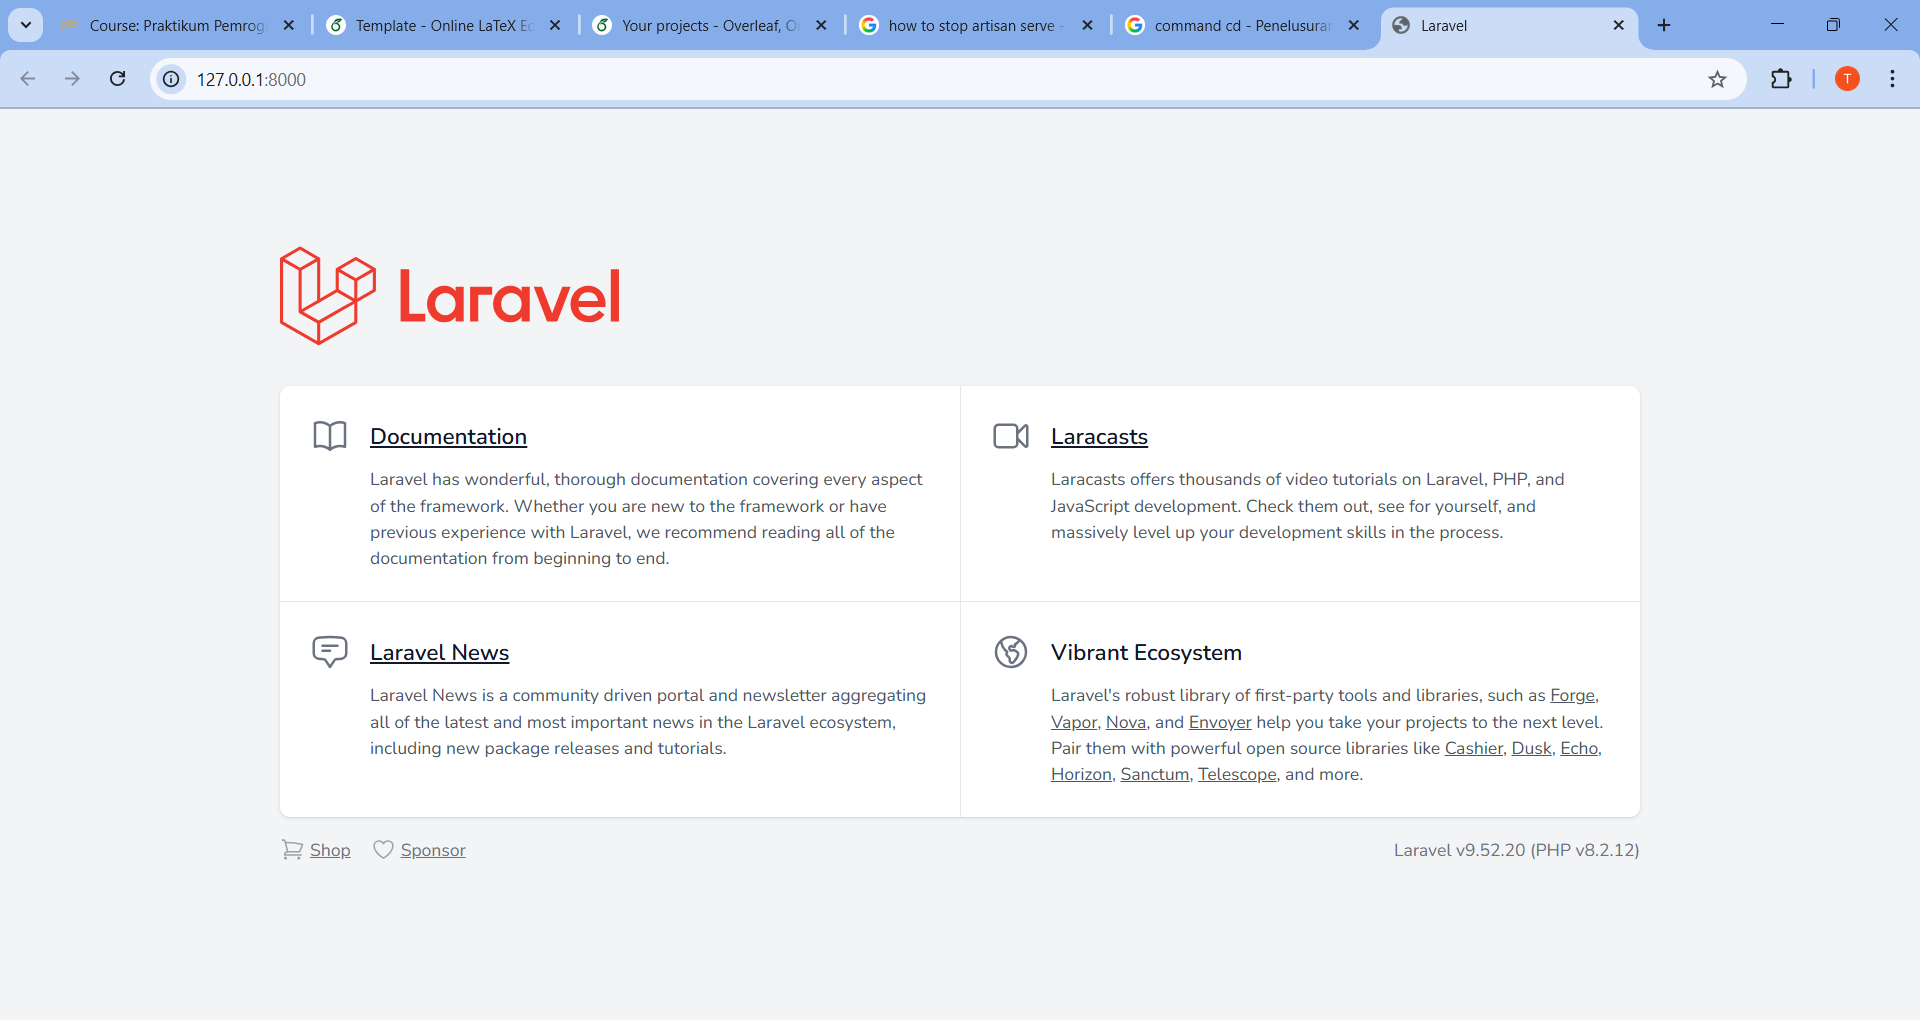 Course: Praktikum Pemrog
Template - Online LaTeX Ec
Your projects - Overleaf, O
how to stop artisan serve -
command cd - Penelusuran
Laravel
127.0.0.1:8000
T
Laravel
Documentation
Laravel has wonderful, thorough documentation covering every aspect
of the framework. Whether you are new to the framework or have
previous experience with Laravel, we recommend reading all of the
documentation from beginning to end.
Laracasts
Laracasts offers thousands of video tutorials on Laravel, PHP, and
JavaScript development. Check them out, see for yourself, and
massively level up your development skills in the process.
Laravel News
Laravel News is a community driven portal and newsletter aggregating
all of the latest and most important news in the Laravel ecosystem,
including new package releases and tutorials.
Vibrant Ecosystem
Laravel's robust library of first-party tools and libraries, such as Forge,
Vapor, Nova, and Envoyer help you take your projects to the next level.
Pair them with powerful open source libraries like Cashier, Dusk, Echo,
Horizon, Sanctum, Telescope, and more.
Shop
Sponsor
Laravel v9.52.20 (PHP v8.2.12)